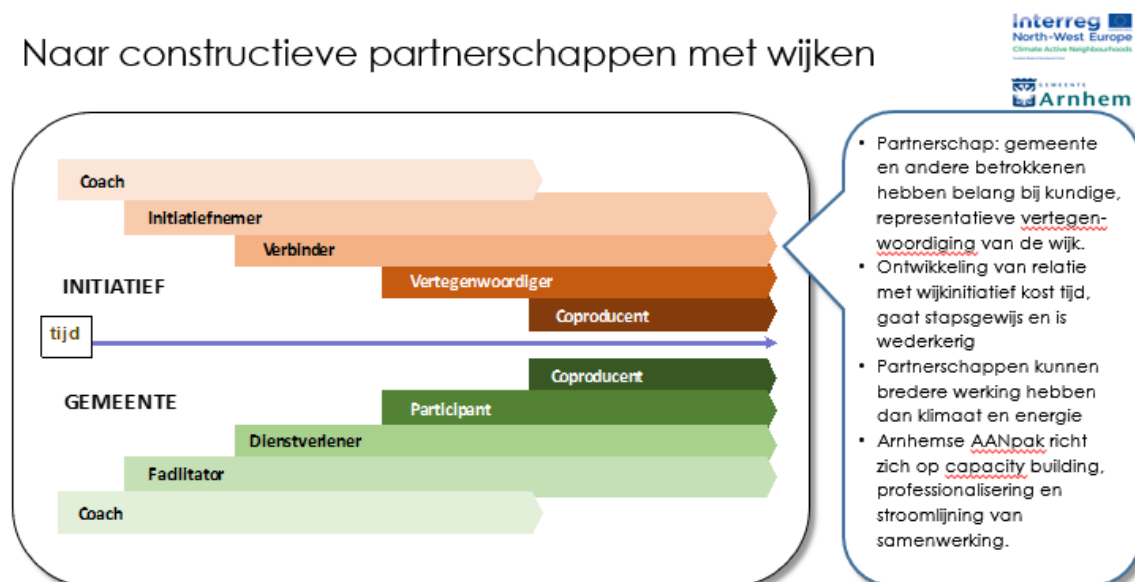 Naar constructieve partnerschappen met wijken
Interreg
North-West Europe
Climate Active Neighbourhoods
GEMEENTE
Arnhem
Coach
Initiatiefnemer
Verbinder
INITIATIEF
Vertegenwoordiger
Coproducent
tijd
Coproducent
GEMEENTE
Participant
Dienstverlener
Facilitator
Coach
• Partnerschap: gemeente
en andere betrokkenen
hebben belang bij kundige,
representatieve vertegen-
woordiging van de wijk.
• Ontwikkeling van relatie
met wijkinitiatief kost tijd,
gaat stapsgewijs en is
wederkerig
• Partnerschappen kunnen
bredere werking hebben
dan klimaat en energie
• Arnhemse AANpak richt
zich op capacity building,
professionalisering en
stroomlijning van
samenwerking.